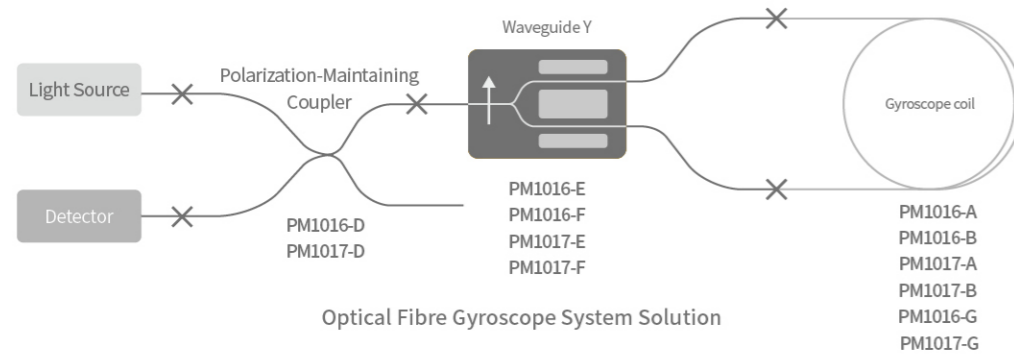 Waveguide Y
Light Source
Polarization-Maintaining
Coupler
Gyroscope coil
Detector
PM1016-D
PM1017-D
PM1016-E
PM1016-F
PM1017-E
PM1017-F
PM1016-A
PM1016-B
PM1017-A
PM1017-B
PM1016-G
PM1017-G
Optical Fibre Gyroscope System Solution